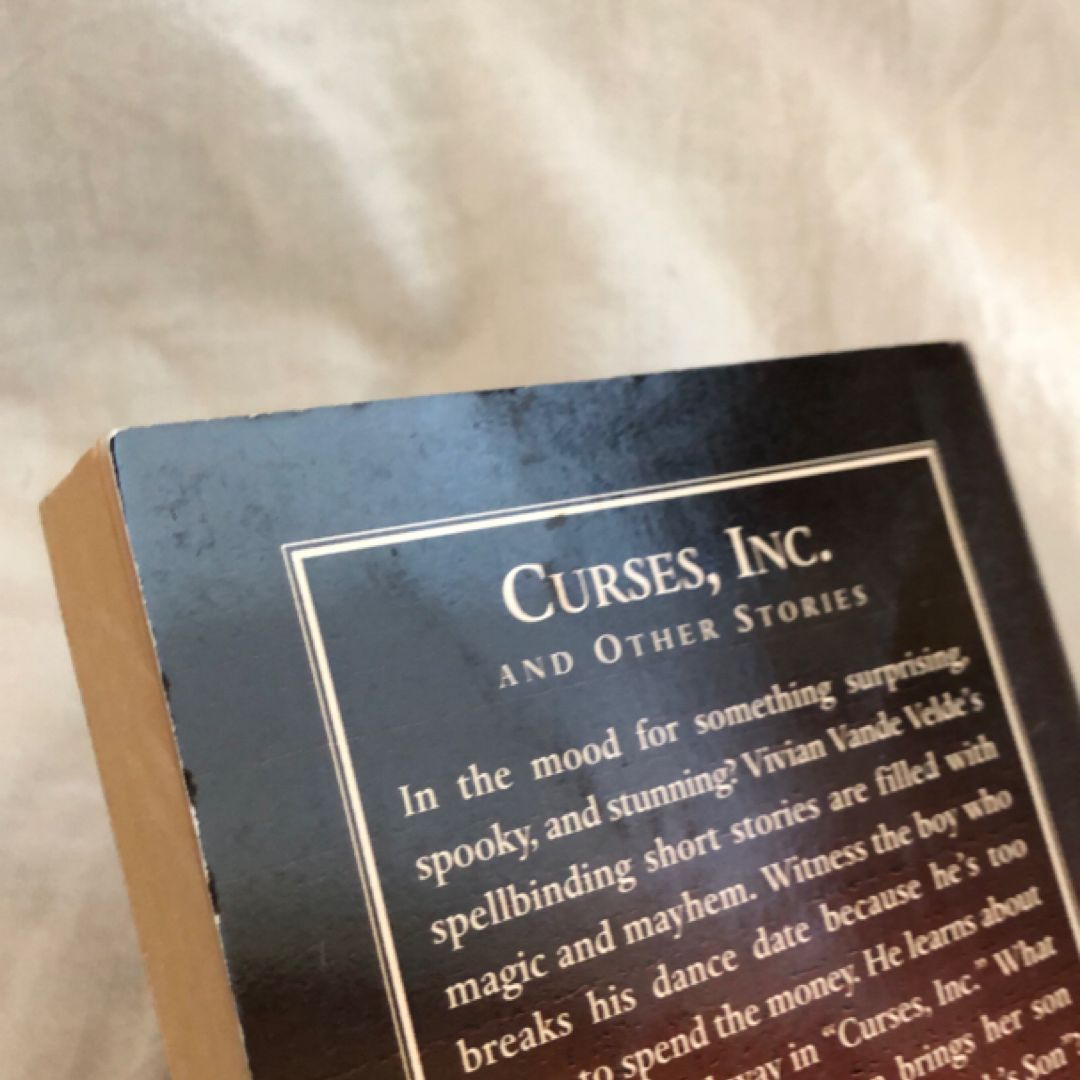 CURSES, INC.
AND OTHER STORIES
In the mood for something surprising,
spooky, and stunning? Vivian Vande Velde's
spellbinding short stories are filled with
magic and mayhem. Witness the boy who
breaks his dance date because he's too
to spend the money. He learns about
way in “Curses, Inc.” What
brings her son
Son”